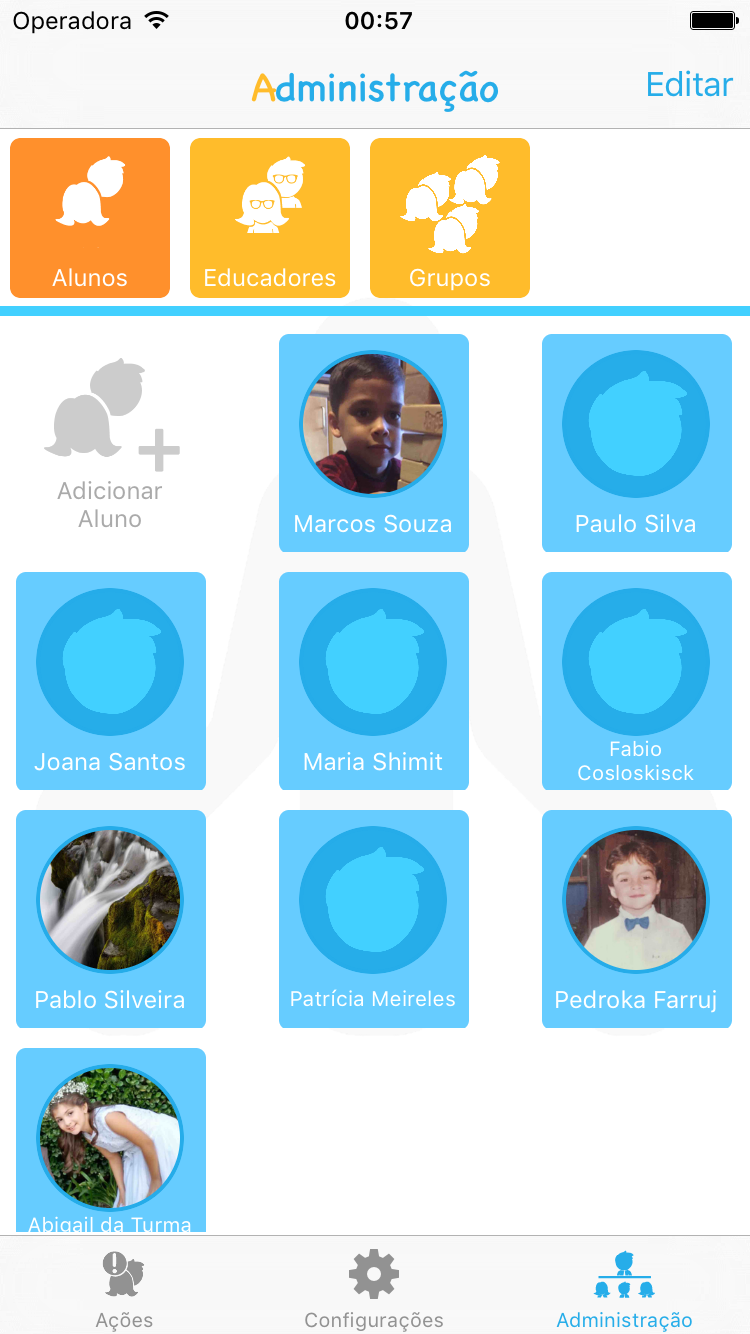 Operadora 00:57
Administração Editar
Alunos Educadores Grupos
Adicionar
Aluno
Marcos Souza Paulo Silva
Joana Santos Maria Shimit Fabio
Cosloskisck
Pablo Silveira Patrícia Meireles Pedroka Farruj
Abigail da Turma
Ações Configurações Administração